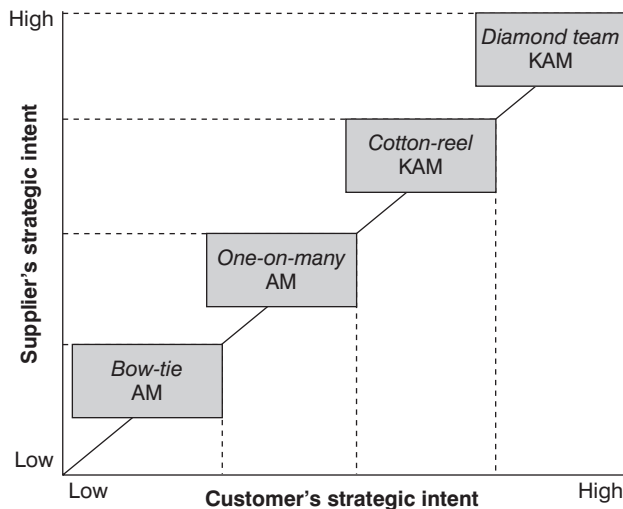 High
Diamond team
KAM
Cotton-reel
KAM
Supplier's strategic intent
One-on-many
AM
Bow-tie
AM
Low
Low
Customer's strategic intent
High